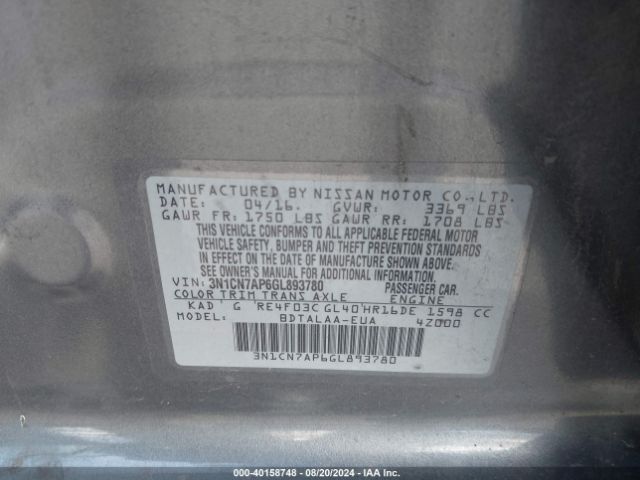 MANUFACTURED BY NISSAN MOTOR CO., LTD.
DATE: 04/16. GVWR: 3369 LBS
GAWR FR: 1750 LBS GAWR RR: 1708 LBS
THIS VEHICLE CONFORMS TO ALL APPLICABLE FEDERAL MOTOR
VEHICLE SAFETY, BUMPER AND THEFT PREVENTION STANDARDS
IN EFFECT ON THE DATE OF MANUFACTURE SHOWN ABOVE.
SEE OWNER'S MANUAL FOR ADDITIONAL INFORMATION.
VIN: 3N1CN7AP6GL893780 PASSENGER CAR.
COLOR TRIM TRANS AXLE ENGINE
KAD G RE4F03C GL40 HR16DE 1598 CC
MODEL: BDTALAA-EUA 4Z000
3N1CN7AP6GL893780
000-40158748 | 08/20/2024 | IAA Inc.